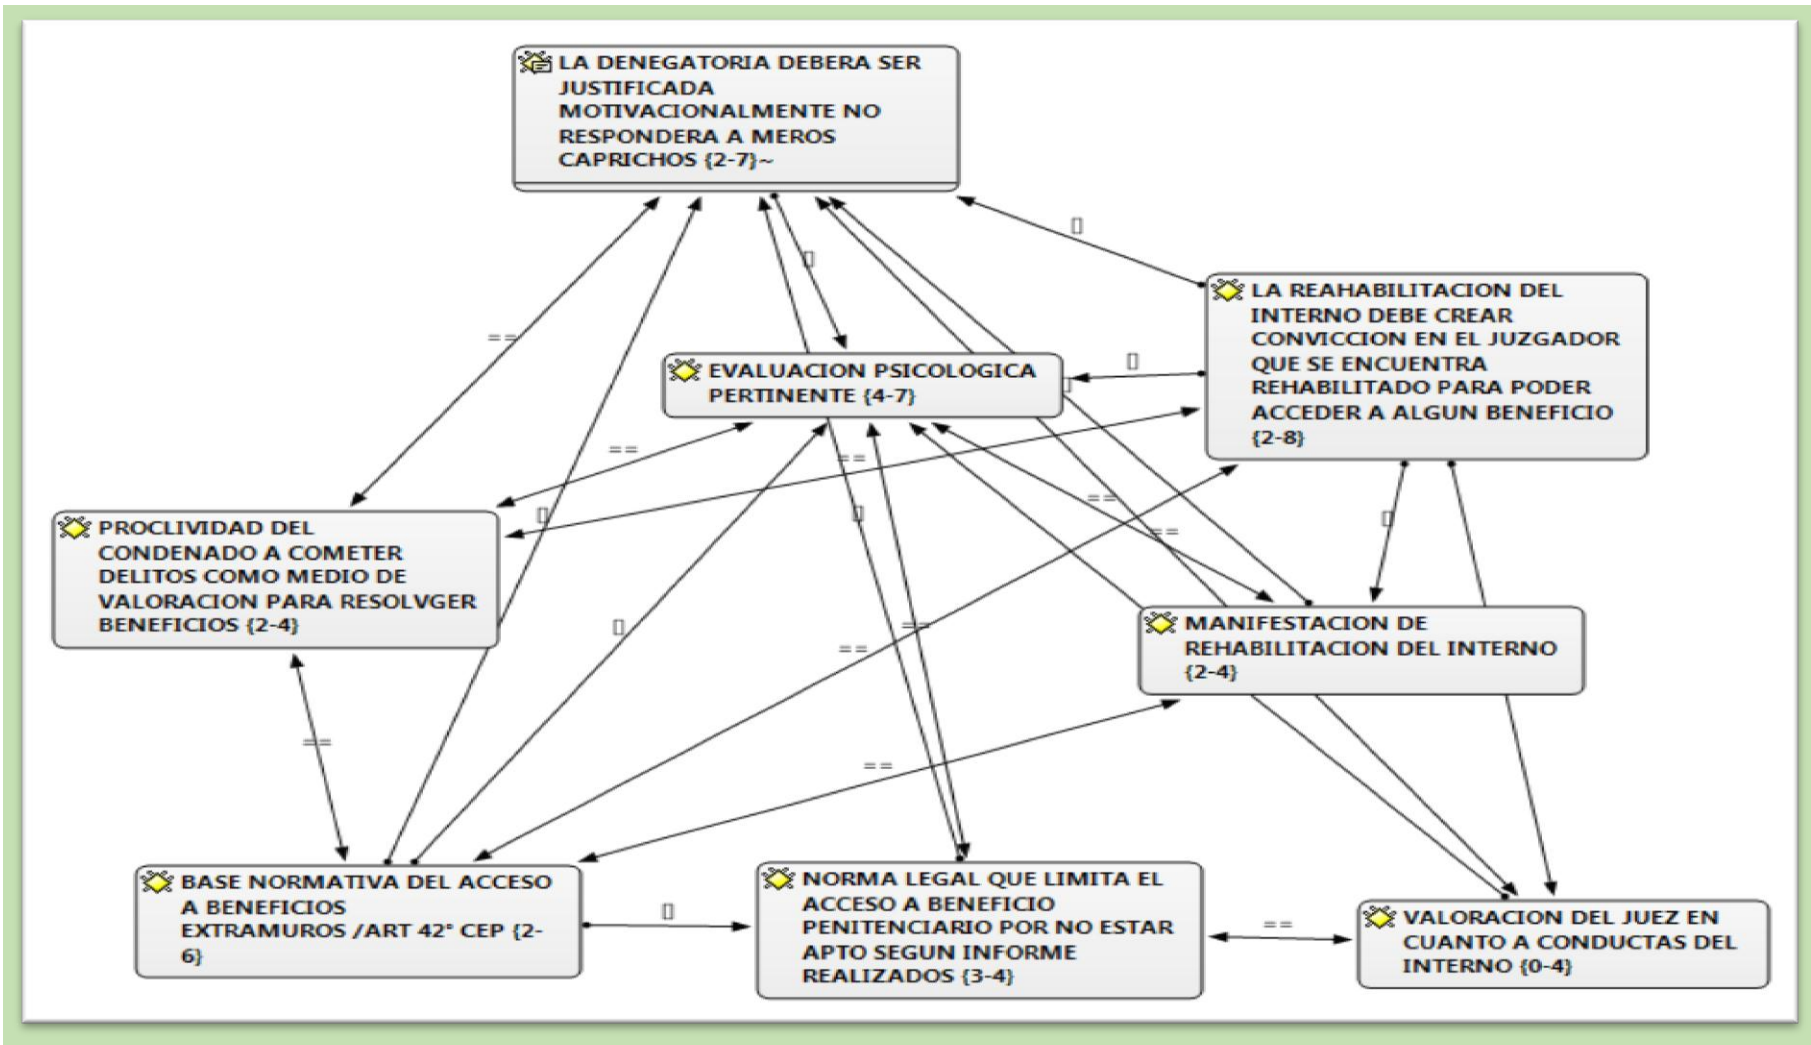 LA DENEGATORIA DEBERA SER
JUSTIFICADA
MOTIVACIONALMENTE NO
RESPONDERA A MEROS
CAPRICHOS {2-7}~
[]
[]
LA REAHABILITACION DEL
INTERNO DEBE CREAR
CONVICCION EN EL JUZGADOR
QUE SE ENCUENTRA
REHABILITADO PARA PODER
ACCEDER A ALGUN BENEFICIO
{2-8}
==
EVALUACION PSICOLOGICA
PERTINENTE {4-7}
[]
[]
==
==
==
[]
[]
[]
==
PROCLIVIDAD DEL
CONDENADO A COMETER
DELITOS COMO MEDIO DE
VALORACION PARA RESOLVGER
BENEFICIOS {2-4}
[]
==
==
MANIFESTACION DE
REHABILITACION DEL INTERNO
{2-4}
==
==
BASE NORMATIVA DEL ACCESO
A BENEFICIOS
EXTRAMUROS /ART 42° CEP {2-
6}
[]
NORMA LEGAL QUE LIMITA EL
ACCESO A BENEFICIO
PENITENCIARIO POR NO ESTAR
APTO SEGUN INFORME
REALIZADOS {3-4}
==
VALORACION DEL JUEZ EN
CUANTO A CONDUCTAS DEL
INTERNO {0-4}